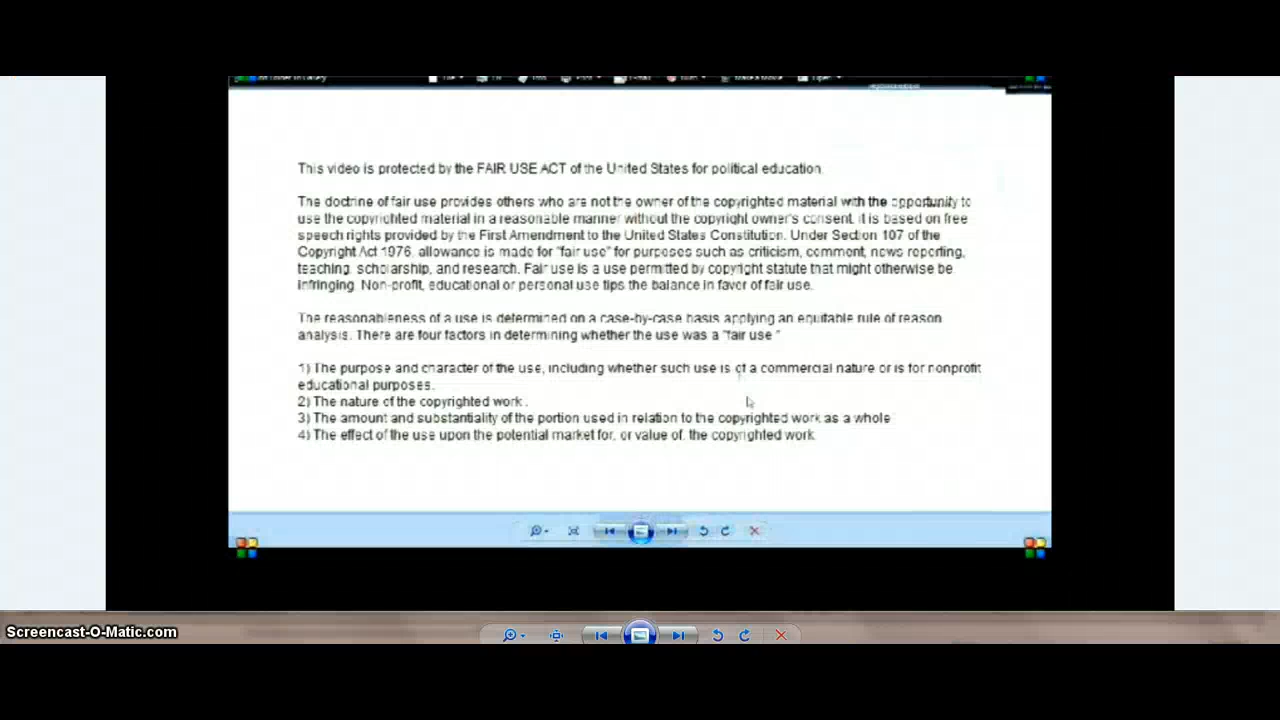 This video is protected by the FAIR USE ACT of the United States for political education.
The doctrine of fair use provides others who are not the owner of the copyrighted material with the opportunity to
use the copyrighted material in a reasonable manner without the copyright owner's consent. It is based on free
speech rights provided by the First Amendment to the United States Constitution. Under Section 107 of the
Copyright Act 1976, allowance is made for "fair use" for purposes such as criticism, comment, news reporting,
teaching, scholarship, and research. Fair use is a use permitted by copyright statute that might otherwise be
infringing. Non-profit, educational or personal use tips the balance in favor of fair use.
The reasonableness of a use is determined on a case-by-case basis applying an equitable rule of reason
analysis. There are four factors in determining whether the use was a "fair use."
1) The purpose and character of the use, including whether such use is of a commercial nature or is for nonprofit
educational purposes.
2) The nature of the copyrighted work.
3) The amount and substantiality of the portion used in relation to the copyrighted work as a whole
4) The effect of the use upon the potential market for, or value of, the copyrighted work.
Screencast-O-Matic.com